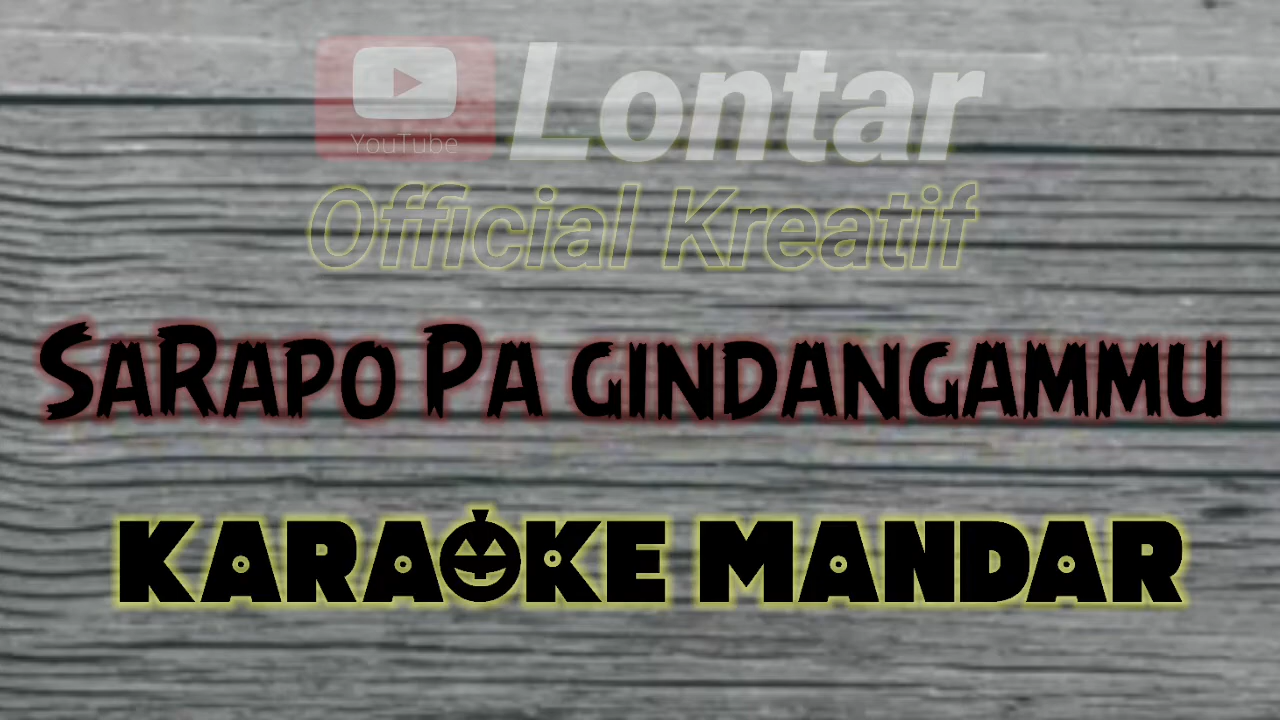 YouTube
Lontar
Official Kreatif
SaRapo Pa gindangammu
KARAOKE MANDAR